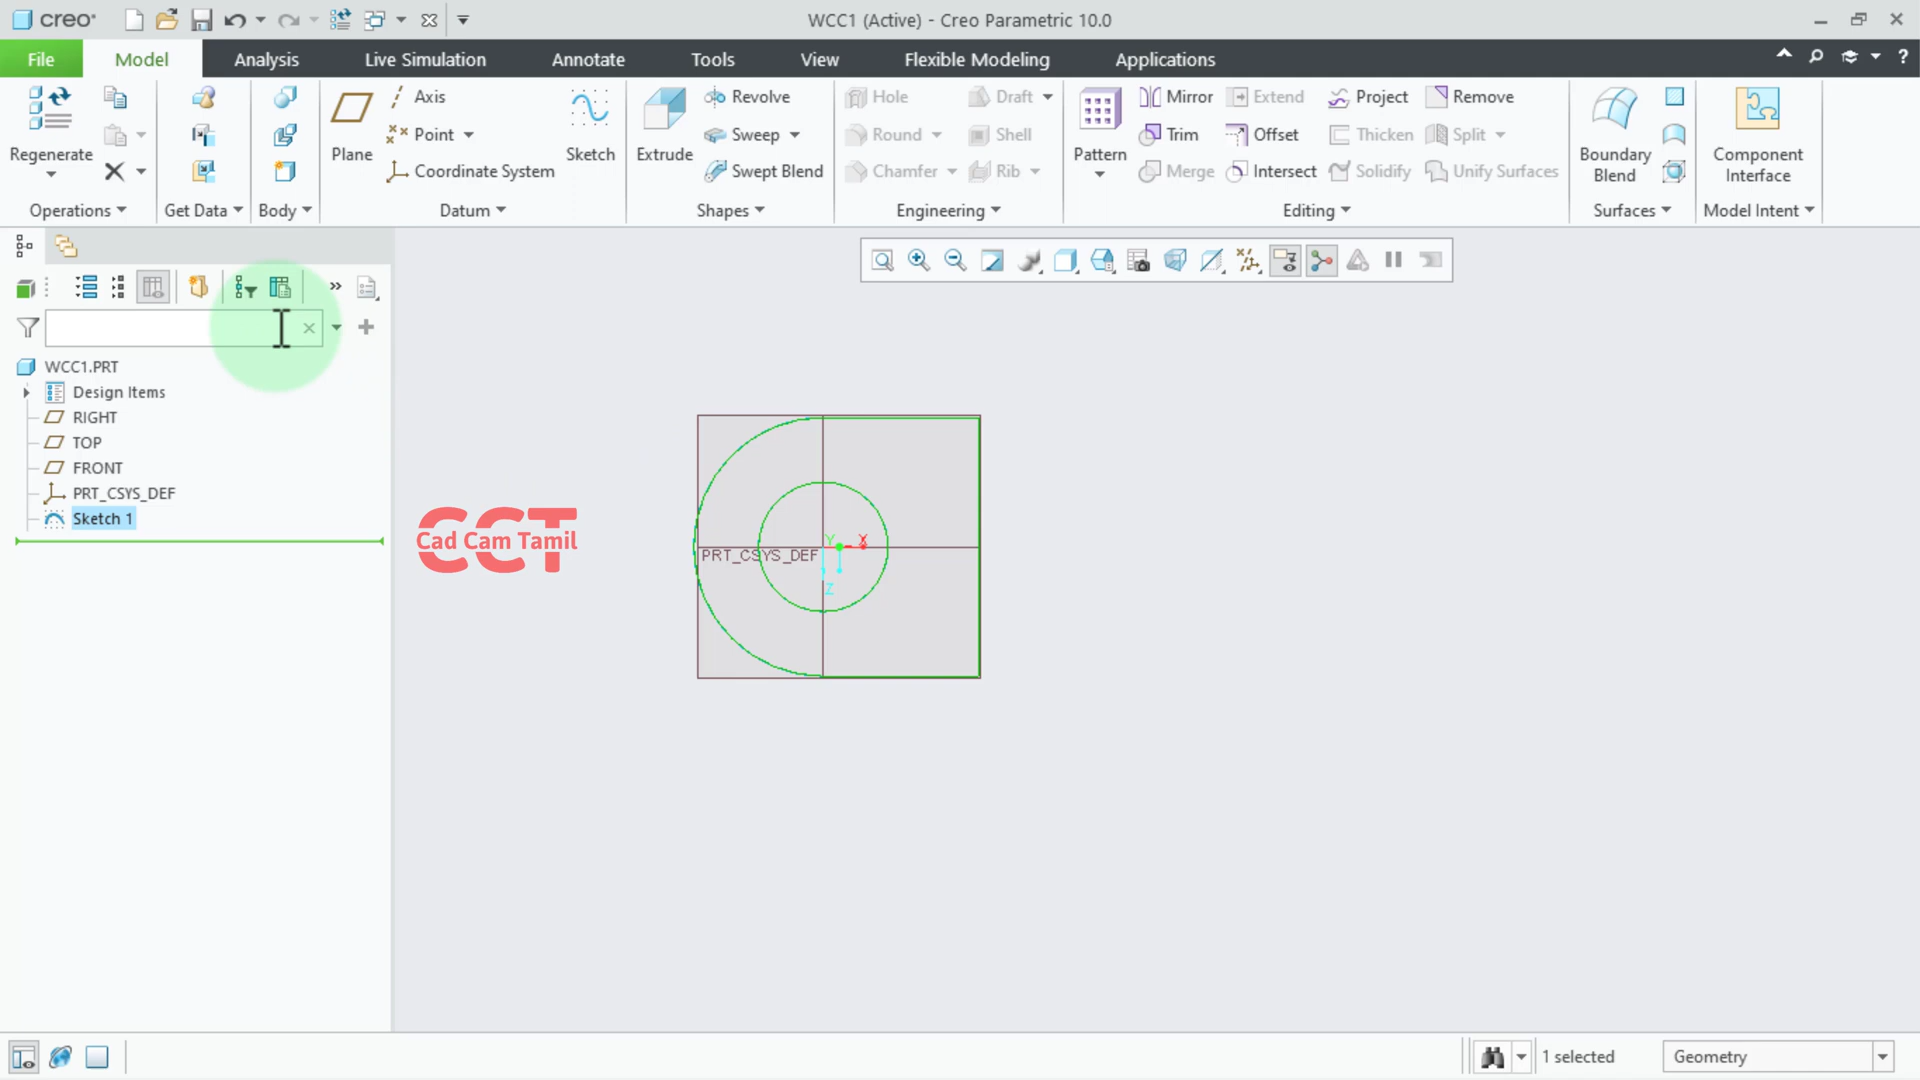 creo
WCC1 (Active) - Creo Parametric 10.0
File
Model
Analysis
Live Simulation
Annotate
Tools
View
Flexible Modeling
Applications
?
Regenerate
Operations
Get Data
Body
Plane
Axis
Point
Coordinate System
Sketch
Datum
Extrude
Revolve
Sweep
Swept Blend
Shapes
Hole
Draft
Round
Shell
Chamfer
Rib
Engineering
Pattern
Mirror
Extend
Project
Remove
Trim
Offset
Thicken
Split
Merge
Intersect
Solidify
Unify Surfaces
Editing
Boundary
Blend
Surfaces
Component
Interface
Model Intent
WCC1.PRT
Design Items
RIGHT
TOP
FRONT
PRT_CSYS_DEF
Sketch 1
CCT
Cad Cam Tamil
Y
X
PRT_CSYS_DEF
Z
1 selected
Geometry